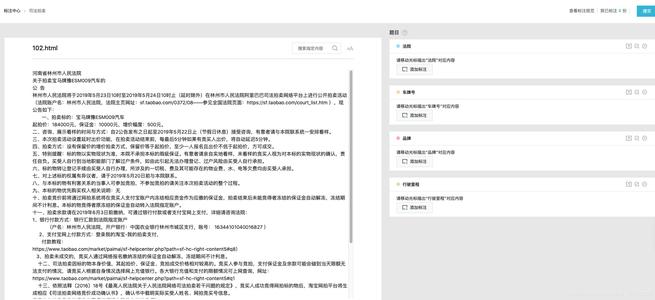 标注中心 > 司法拍卖
查看标注规范 | 我已标注 0 份
提交
102.html
搜索指定内容
aA
河南省林州市人民法院
关于拍卖宝马牌豫ESM009汽车的
公 告
林州市人民法院将于2019年5月23日10时至2019年5月24日10时止（延时除外）在林州市人民法院阿里巴巴司法拍卖网络平台上进行公开拍卖活动
（法院账户名：林州市人民法院，法院主页网址：sf.taobao.com/0372/08——参见全国法院页面：https://sf.taobao.com/court_list.htm ），现
公告如下：
一、拍卖标的：宝马牌豫ESM009汽车
起拍价：184000元，保证金：10000元，增价幅度：500元。
二、咨询、展示看样的时间与方式：自2公告发布之日起至2019年5月22日止（节假日休息）接受咨询，有意者请与本院联系统一安排看样。
三、本次拍卖活动设置延时出价功能，在拍卖活动结束前，每最后5分钟如果有竞买人出价，将自动延迟5分钟。
四、拍卖方式：设有保留价的增价拍卖方式，保留价等于起拍价，至少一人报名且出价不低于起拍价，方可成交。
五、特别提醒：标的物以实物现状为准，本院不承担本标的瑕疵保证。有意者请亲自实地看样，未看样的竞买人视为对本标的实物现状的确认，责
任自负。买受人自行到当地职能部门了解过户条件，如由此引起无法办理登记、过户风险由买受人自行承担。
六、标的物转让登记手续由买受人自行办理，所涉及的一切税、费及其可能存在的物业费、水、电等欠费均由买受人承担。
七、对上述标的权属有异议者，请于2019年5月20日前与本院联系。
八、与本标的物有利害关系的当事人可参加竞拍，不参加竞拍的请关注本次拍卖活动的整个过程。
九、本标的物优先购买权人相关说明：无
十、竞买竞价前将通过网拍系统将在竞买人支付宝账户内冻结相应资金作为应缴的保证金，拍卖结束后未能竞得者冻结的保证金自动解冻，冻结期
间不计利息。本标的物竞得者原冻结的保证金自动转入法院指定账户。
十一、拍卖余款请在2019年6月3日前缴纳，可通过银行付款或者支付宝网上支付，详细请咨询法院：
1、银行付款方式：银行汇款到法院指定账户
（户名：林州市人民法院，开户银行：中国农业银行林州市城区支行，账号： 16344101040016827 ）
2、支付宝网上方式付款：登录我的淘宝-我的拍卖支付，
付款教程：
https://www.taobao.com/market/paimai/sf-helpcenter.php?path=sf-hc-right-content5#q8）
3、拍卖未成交的，竞买人通过网络报名缴纳冻结的保证金自动解冻，冻结期间不计利息。
十二、司法拍卖因标的物本身价值，其起拍价、保证金、竞拍成交价格相对较高的。竞买人参与竞拍，支付保证金及余款可能会碰到当天限额无
法支付的情况，请竞买人根据自身情况选择网上充值银行。各大银行充值和支付的限额情况可上网查询，网址：
https://www.taobao.com/market/paimai/sf-helpcenter.php?path=sf-hc-right-content5#q1
十三、依照法释〔2016〕18号《最高人民法院关于人民法院网络司法拍卖若干问题的规定》，竞买人成功竞得网拍标的物后，淘宝网拍平台将生
成相应《司法拍卖网络竞价成功确认书》，确认书中载明实际买受人姓名、网拍竞买号信息。
题目
法院
请移动光标描出"法院"对应内容
添加标注
车牌号
请移动光标描出"车牌号"对应内容
添加标注
品牌
请移动光标描出"品牌"对应内容
添加标注
行驶里程
请移动光标描出"行驶里程"对应内容
添加标注